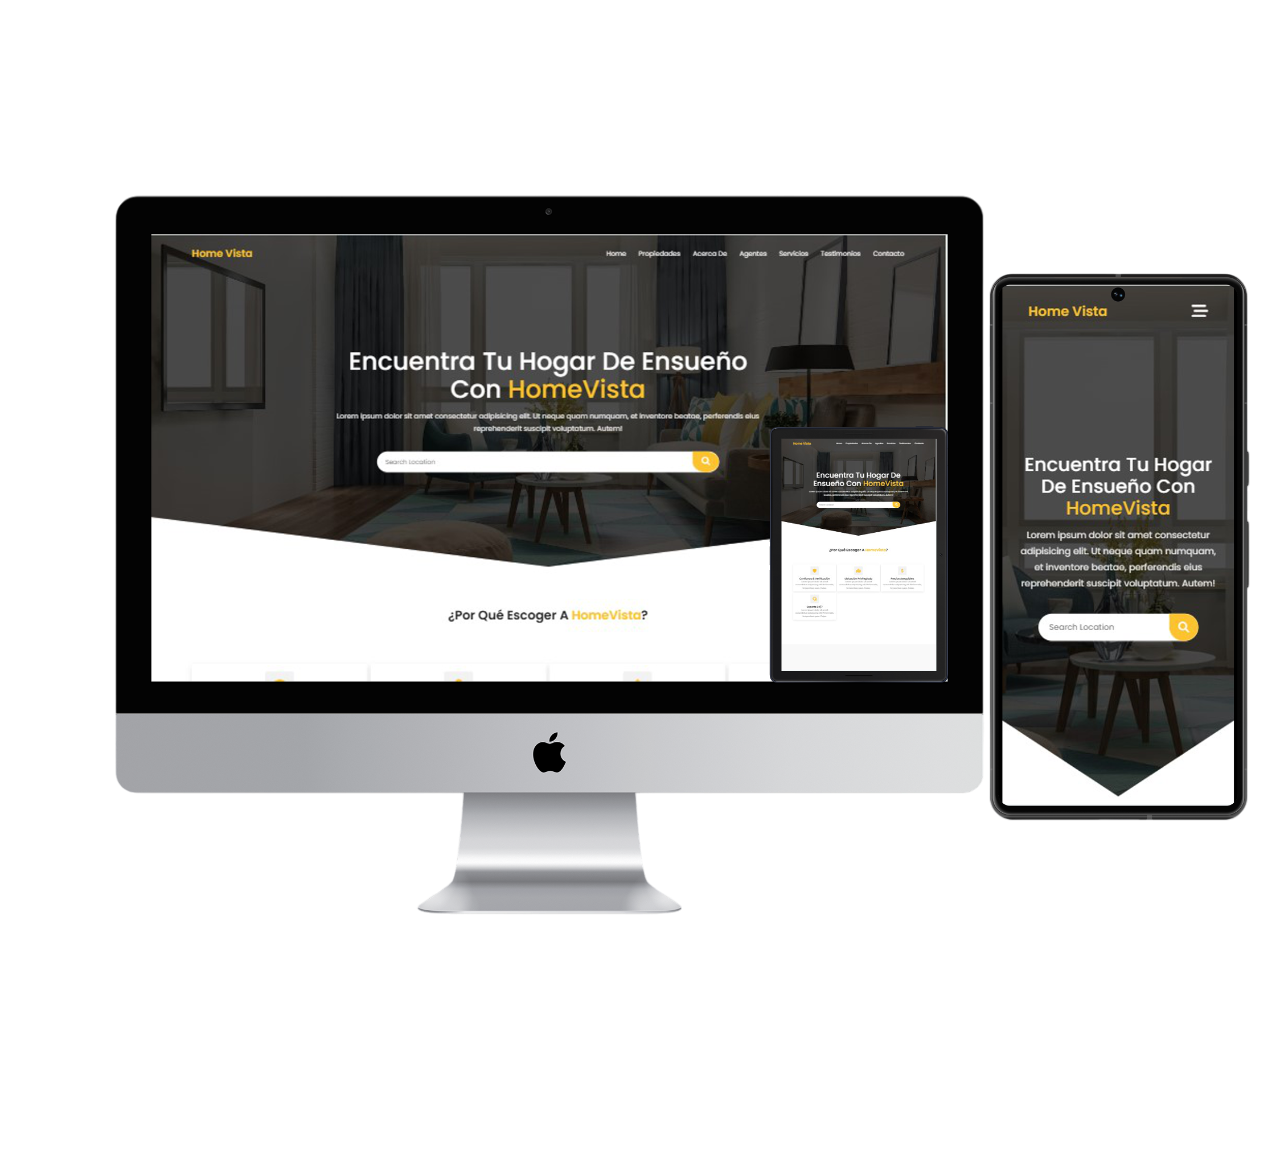 Home Vista
Home Propiedades Acerca De Agentes Servicios Testimonios Contacto
Encuentra Tu Hogar De Ensueño
Con HomeVista
Lorem ipsum dolor sit amet consectetur adipisicing elit. Ut neque quam numquam, et inventore beatae, perferendis eius
reprehenderit suscipit voluptatum. Autem!
Search Location
¿Por Qué Escoger A HomeVista?
Home Vista
Encuentra Tu Hogar De
Ensueño Con HomeVista
¿Por Qué Escoger A HomeVista?
Home Vista
Encuentra Tu Hogar
De Ensueño Con
HomeVista
Lorem ipsum dolor sit amet consectetur
adipisicing elit. Ut neque quam numquam,
et inventore beatae, perferendis eius
reprehenderit suscipit voluptatum. Autem!
Search Location